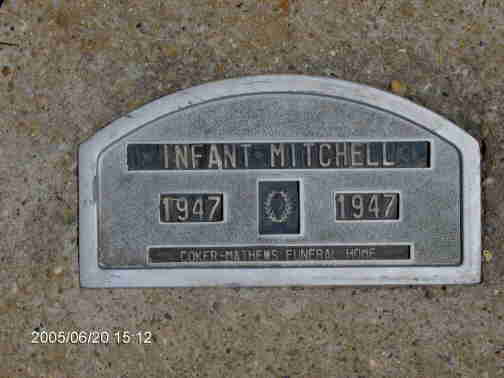 INFANT MITCHELL
1947 1947
COKER-MATHEWS FUNERAL HOME
2005/06/20 15:12